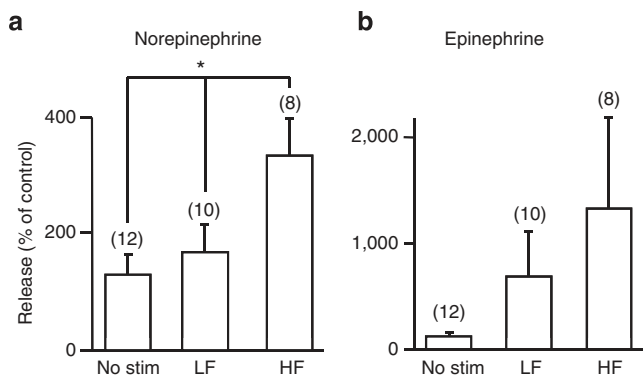 a
Norepinephrine
*
(8)
400
(10)
(12)
200
0
Release (% of control)
No stim LF HF
b
Epinephrine
(8)
2,000
(10)
1,000
(12)
0
No stim LF HF